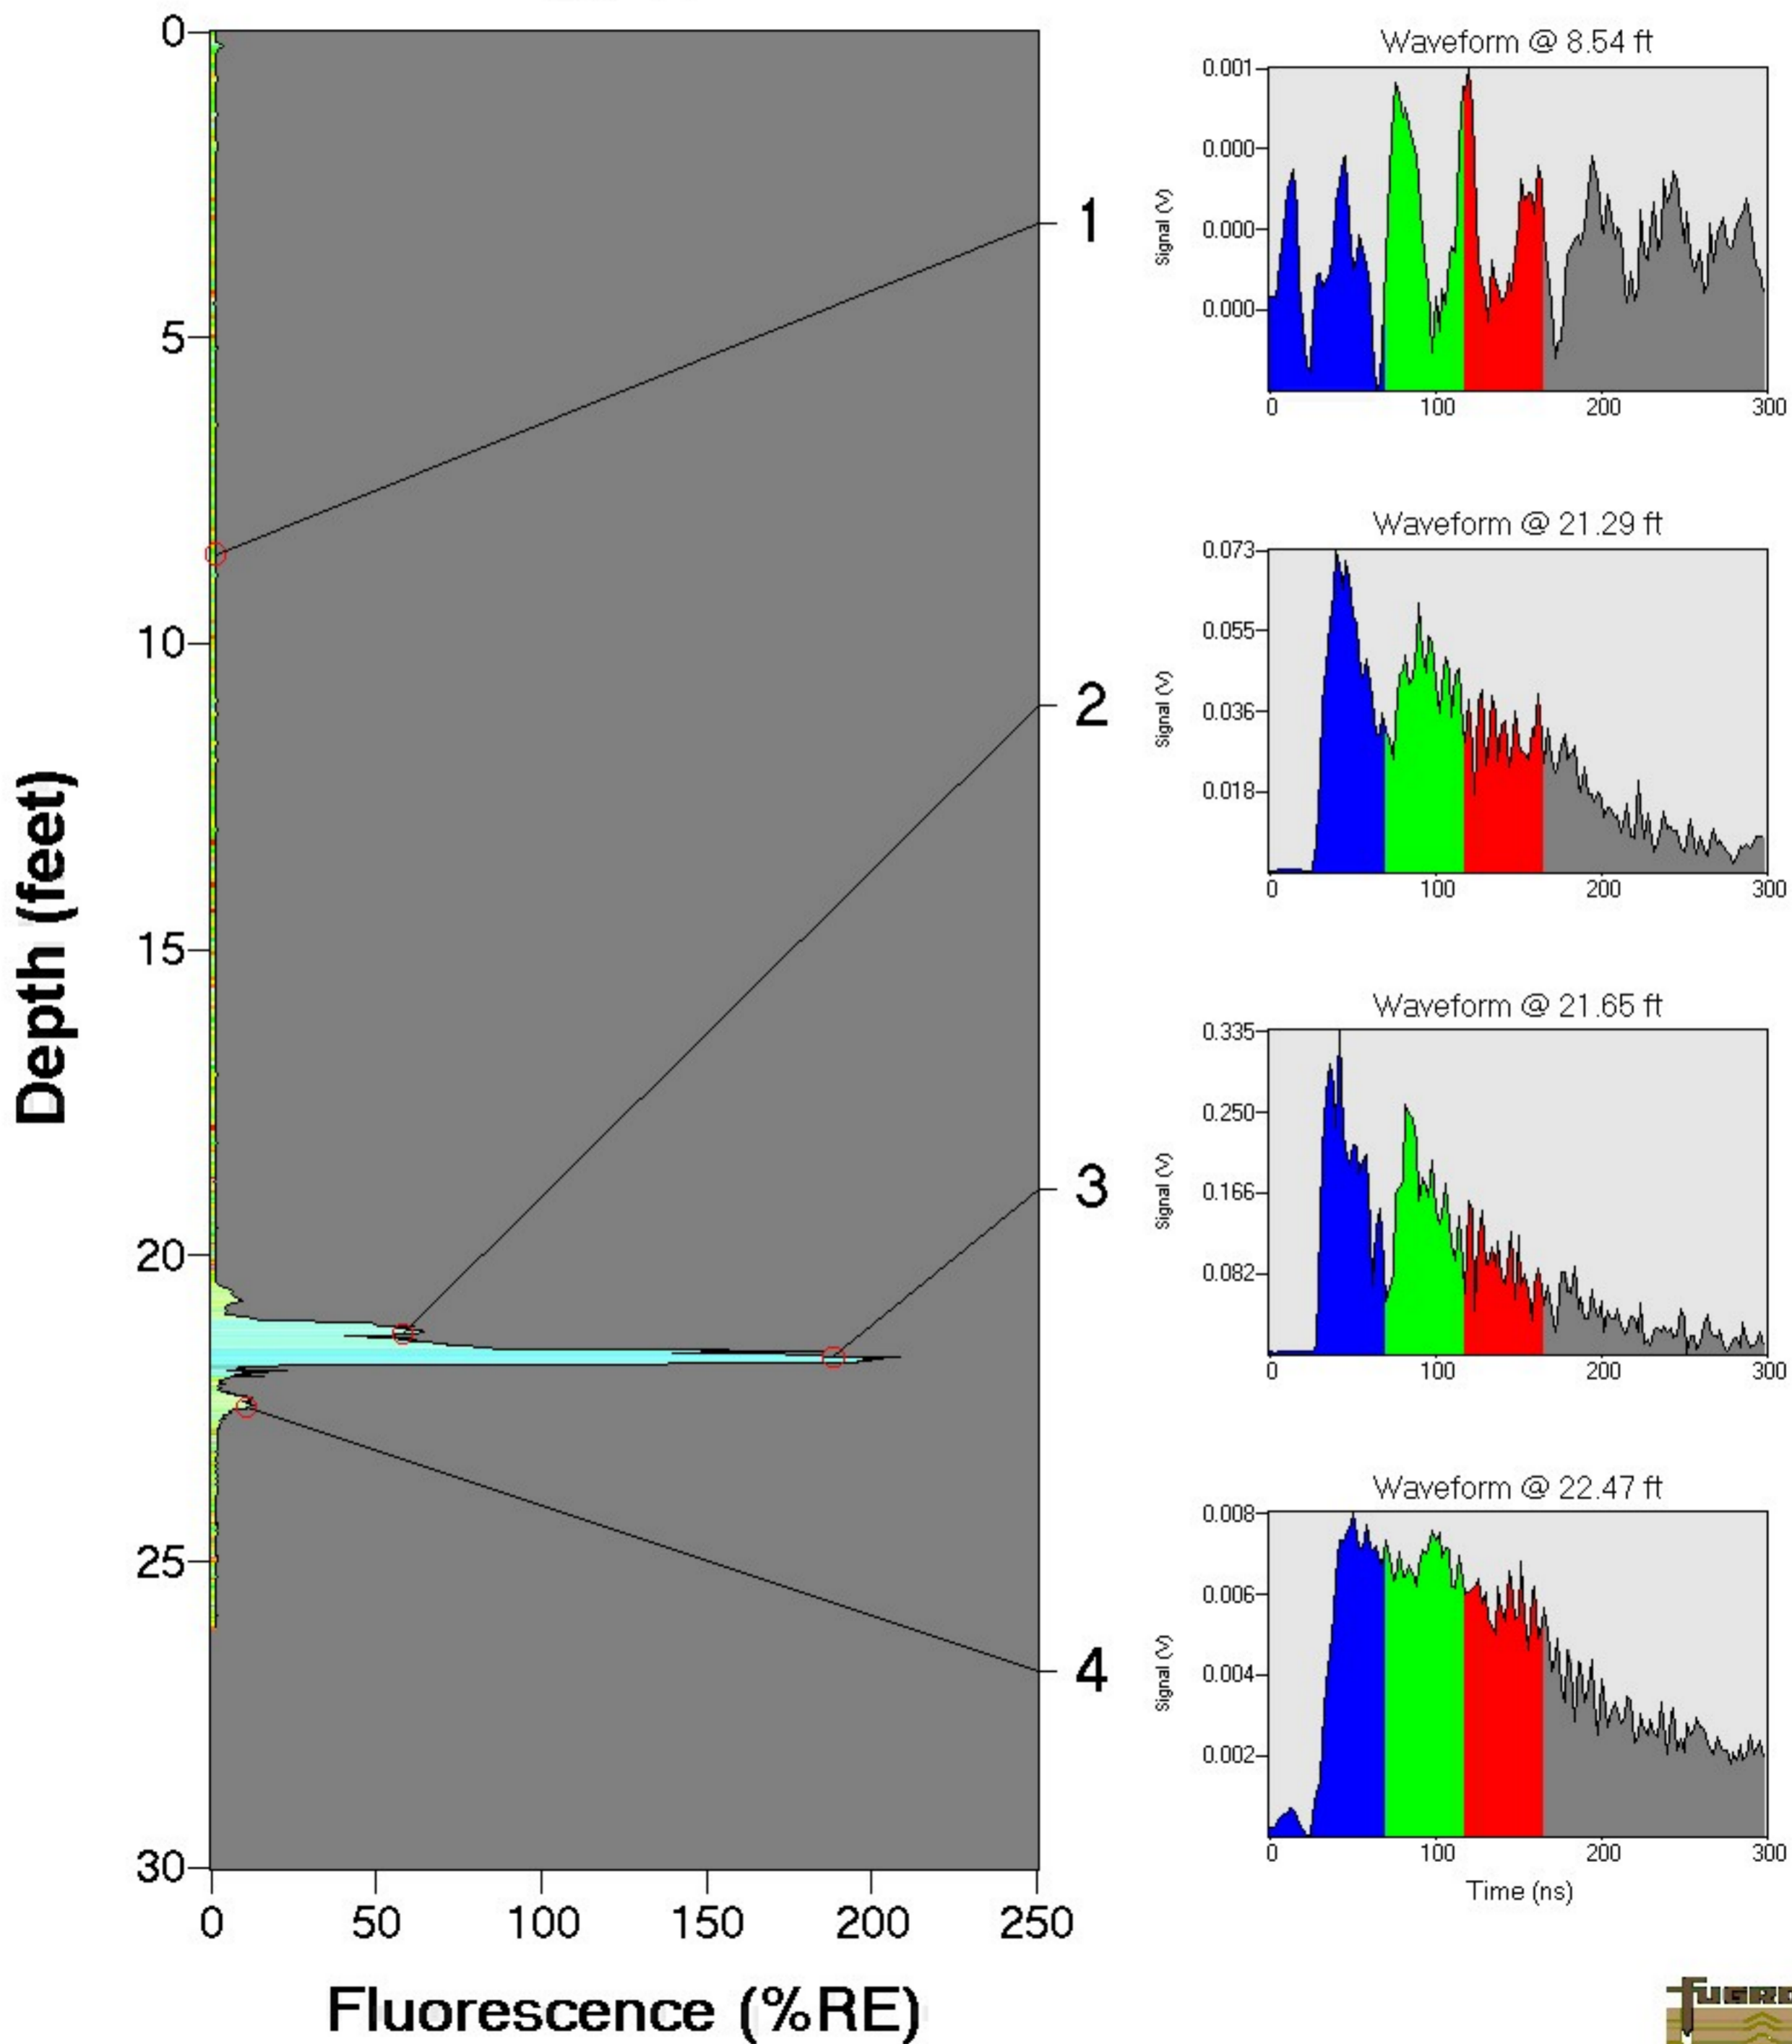 Depth (feet)
0
5
10
15
20
25
30
0 50 100 150 200 250
Fluorescence (%RE)
1
2
3
4
Waveform @ 8.54 ft
Signal (V)
0.001
0.000
0.000
0.000
0 100 200 300
Waveform @ 21.29 ft
Signal (V)
0.073
0.055
0.036
0.018
0 100 200 300
Waveform @ 21.65 ft
Signal (V)
0.335
0.250
0.166
0.082
0 100 200 300
Waveform @ 22.47 ft
Signal (V)
0.008
0.006
0.004
0.002
0 100 200 300
Time (ns)